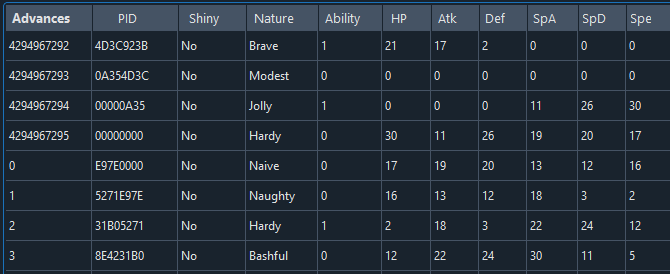 Advances PID Shiny Nature Ability HP Atk Def SpA SpD Spe
4294967292 4D3C923B No Brave 1 21 17 2 0 0 0
4294967293 0A354D3C No Modest 0 0 0 0 0 0 0
4294967294 00000A35 No Jolly 1 0 0 0 11 26 30
4294967295 00000000 No Hardy 0 30 11 26 19 20 17
0 E97E0000 No Naive 0 17 19 20 13 12 16
1 5271E97E No Naughty 0 16 13 12 18 3 2
2 31B05271 No Hardy 1 2 18 3 22 24 12
3 8E4231B0 No Bashful 0 12 22 24 30 11 5